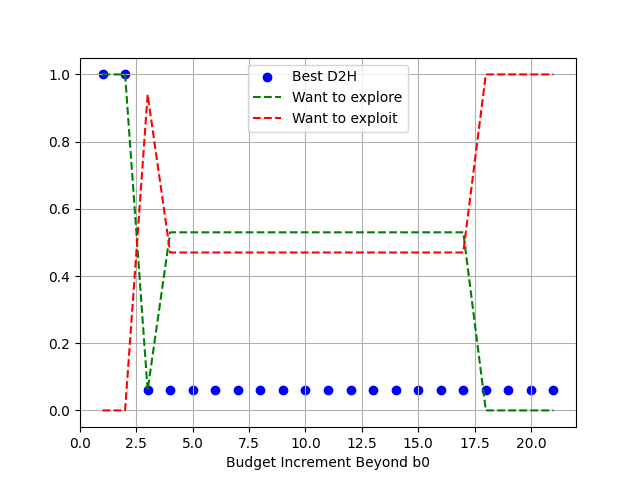 Best D2H
Want to explore
Want to exploit
1.0
0.8
0.6
0.4
0.2
0.0
0.0 2.5 5.0 7.5 10.0 12.5 15.0 17.5 20.0
Budget Increment Beyond b0